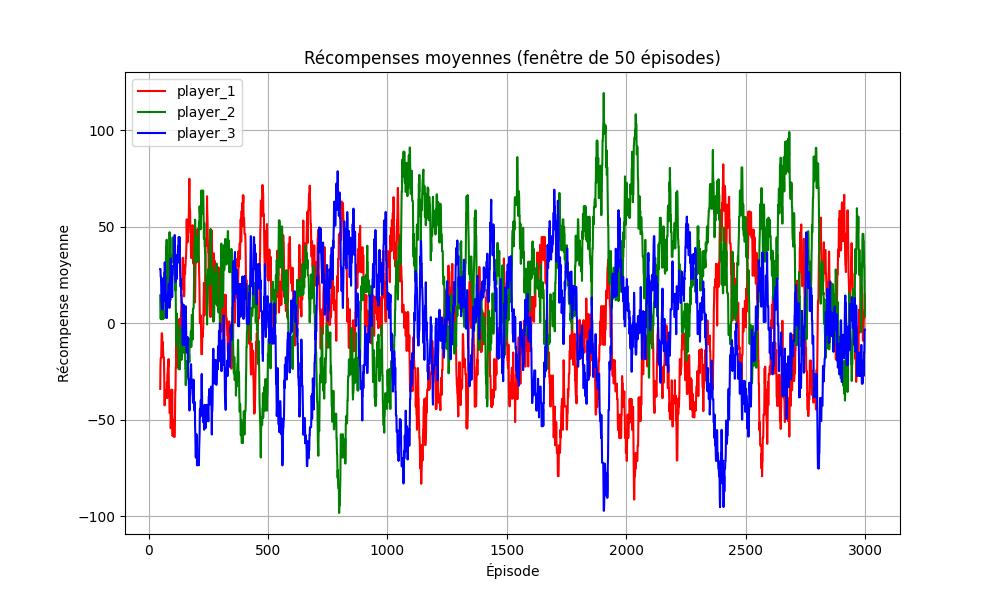 Récompenses moyennes (fenêtre de 50 épisodes)
player_1
player_2
player_3
Récompense moyenne
100
50
0
−50
−100
0
500
1000
1500
2000
2500
3000
Épisode